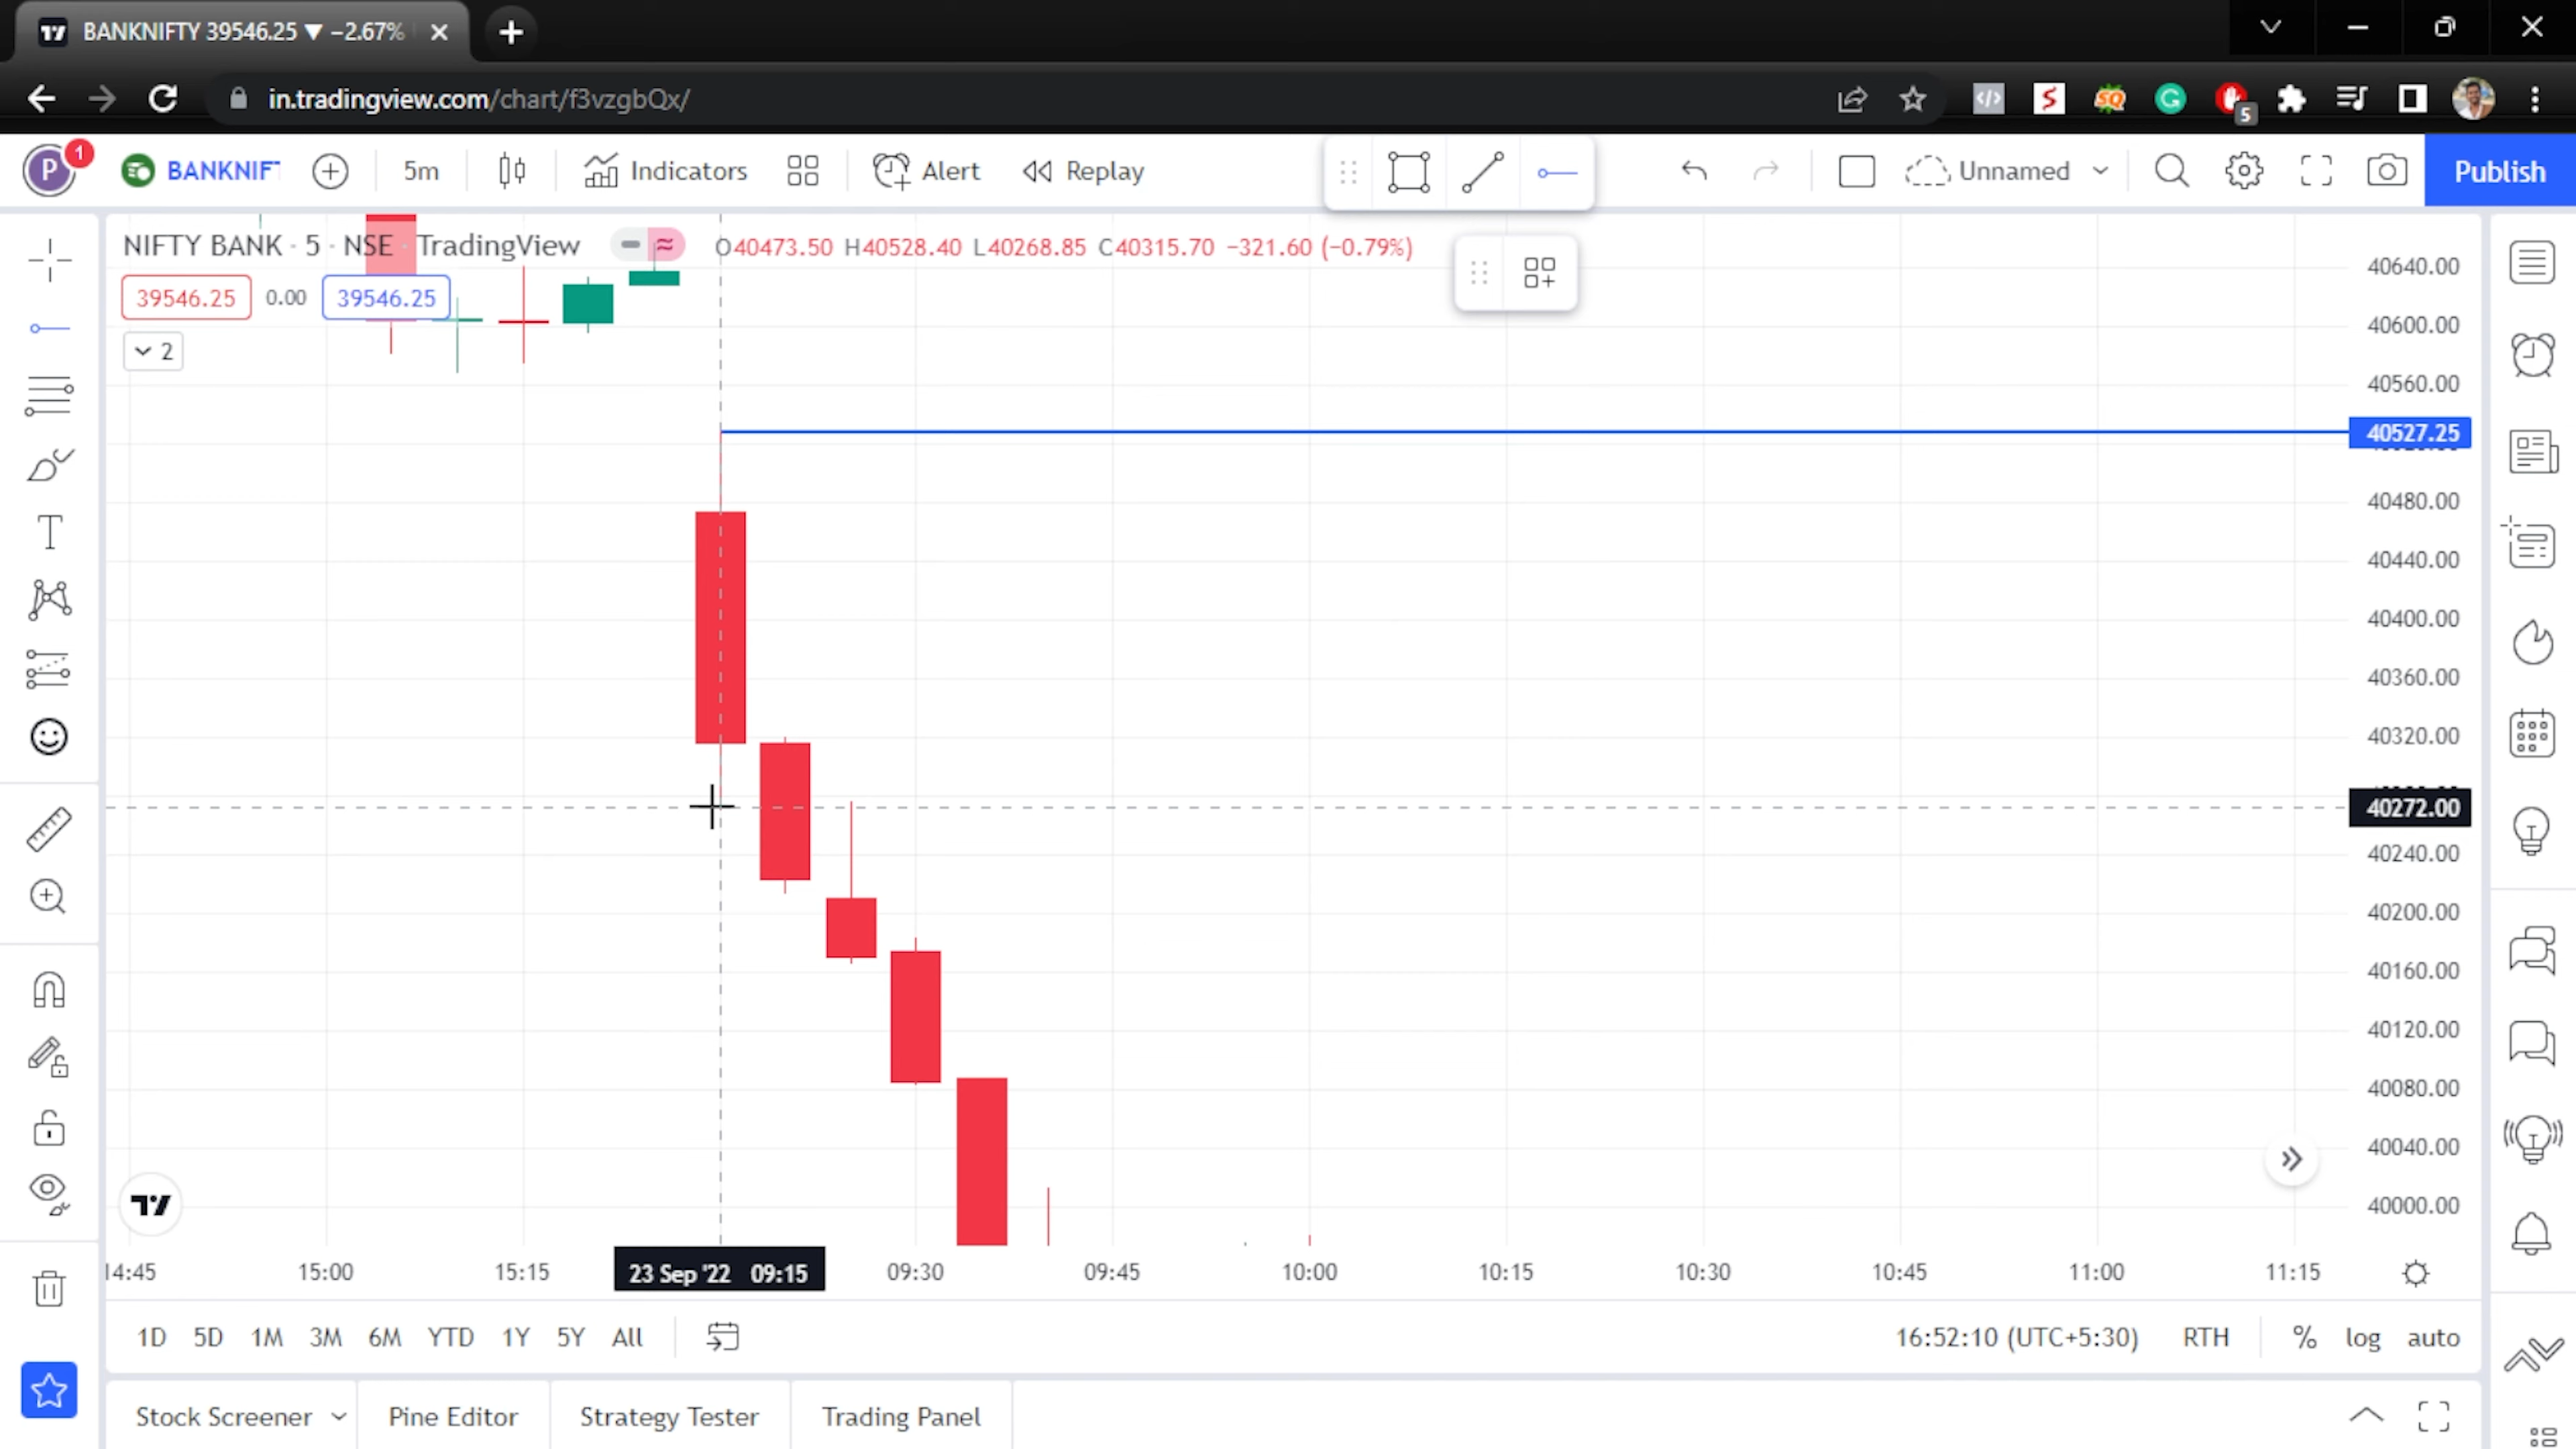 BANKNIFTY 39546.25 ▼ −2.67%
in.tradingview.com/chart/f3vzgbQx/
5
P 1 BANKNIF 5m Indicators Alert Replay Unnamed Publish
NIFTY BANK · 5 · NSE · TradingView O40473.50 H40528.40 L40268.85 C40315.70 −321.60 (−0.79%)
39546.25 0.00 39546.25
2
40640.00
40600.00
40560.00
40527.25
40480.00
40440.00
40400.00
40360.00
40320.00
40272.00
40240.00
40200.00
40160.00
40120.00
40080.00
40040.00
40000.00
14:45 15:00 15:15 23 Sep '22 09:15 09:30 09:45 10:00 10:15 10:30 10:45 11:00 11:15
1D 5D 1M 3M 6M YTD 1Y 5Y All 16:52:10 (UTC+5:30) RTH % log auto
Stock Screener Pine Editor Strategy Tester Trading Panel